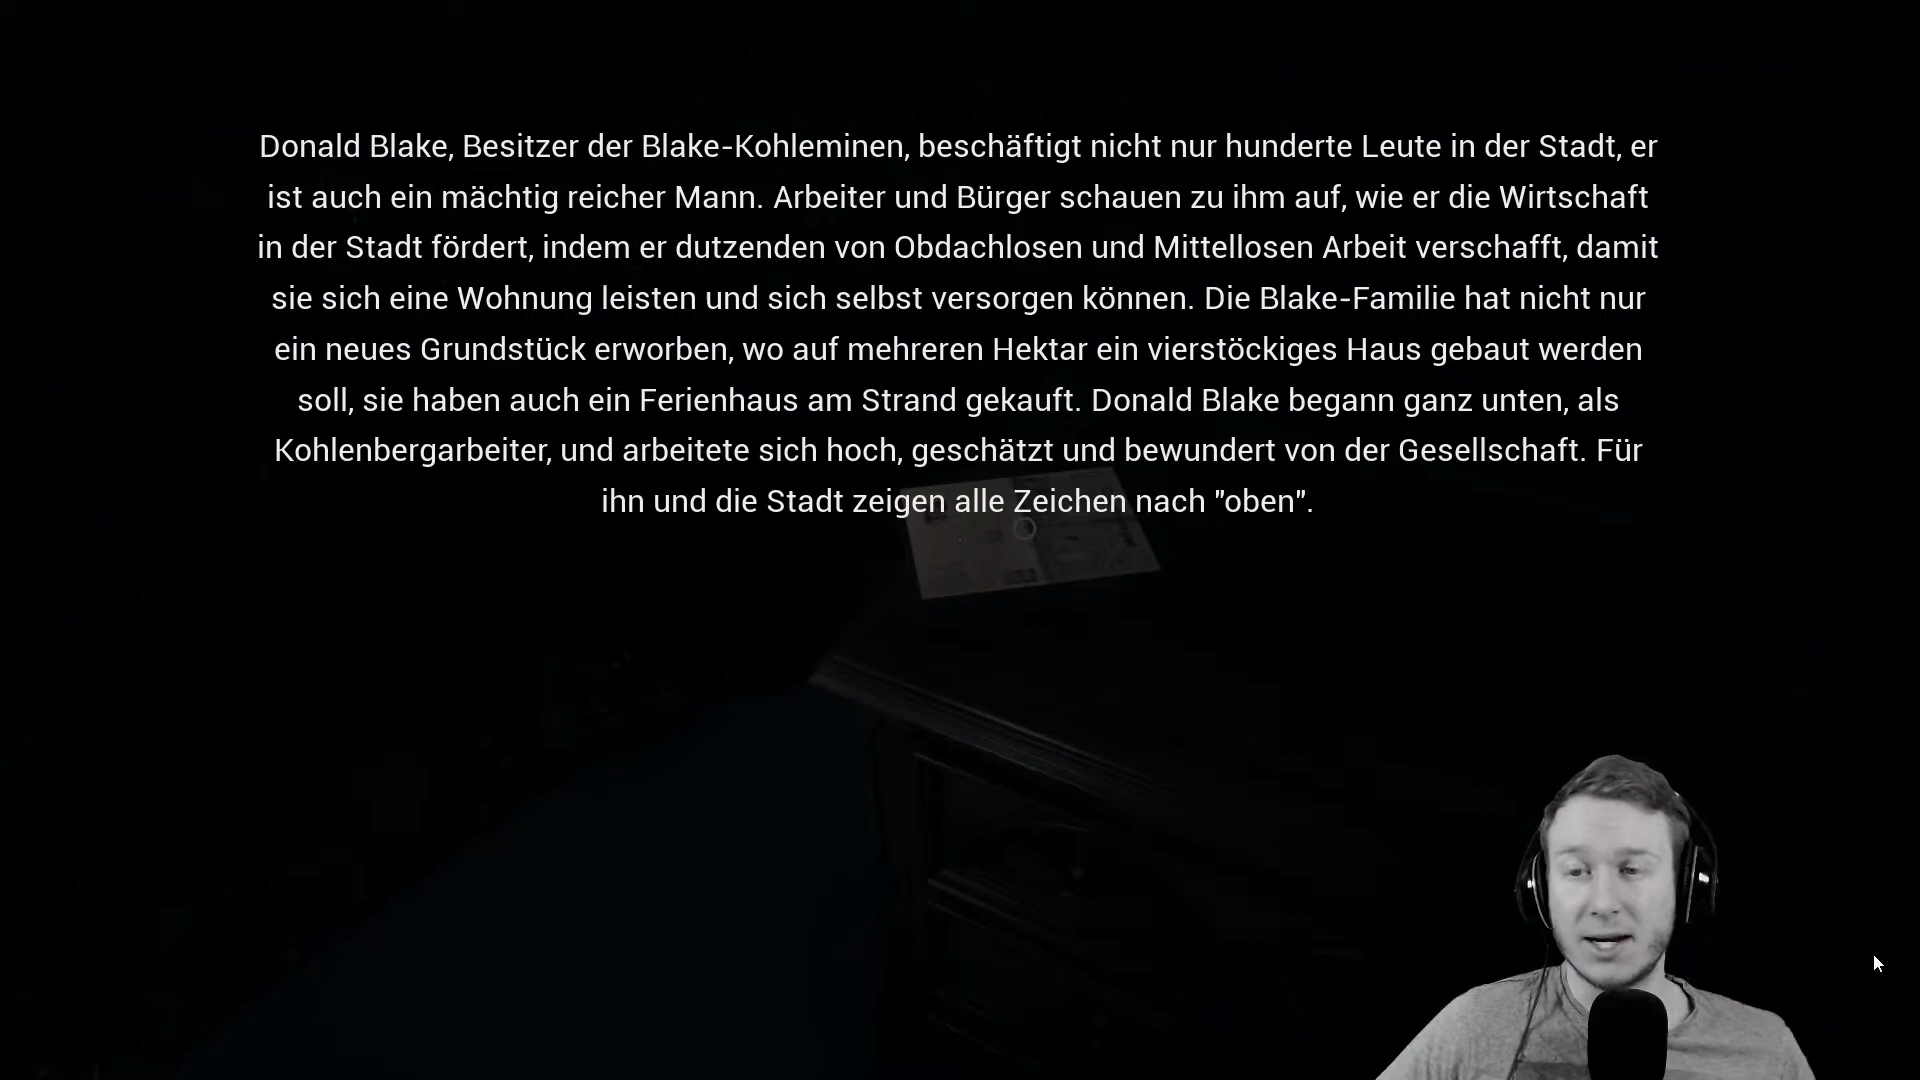 Donald Blake, Besitzer der Blake-Kohleminen, beschäftigt nicht nur hunderte Leute in der Stadt, er
ist auch ein mächtig reicher Mann. Arbeiter und Bürger schauen zu ihm auf, wie er die Wirtschaft
in der Stadt fördert, indem er dutzenden von Obdachlosen und Mittellosen Arbeit verschafft, damit
sie sich eine Wohnung leisten und sich selbst versorgen können. Die Blake-Familie hat nicht nur
ein neues Grundstück erworben, wo auf mehreren Hektar ein vierstöckiges Haus gebaut werden
soll, sie haben auch ein Ferienhaus am Strand gekauft. Donald Blake begann ganz unten, als
Kohlenbergarbeiter, und arbeitete sich hoch, geschätzt und bewundert von der Gesellschaft. Für
ihn und die Stadt zeigen alle Zeichen nach "oben".